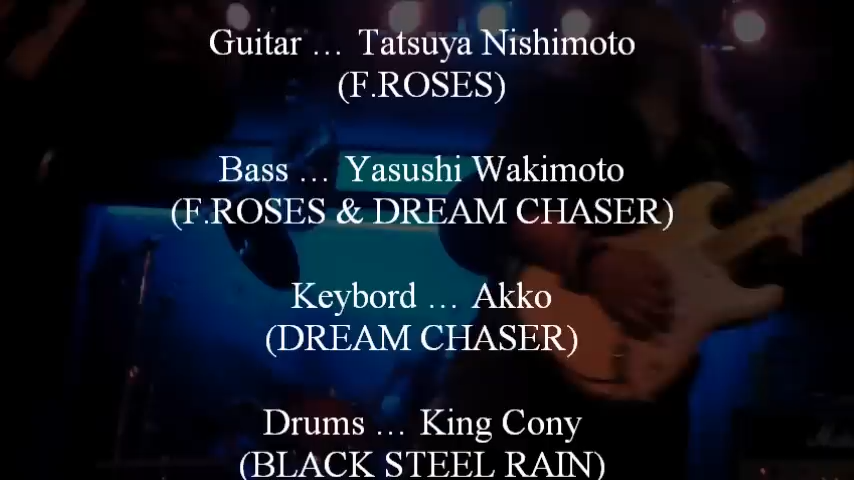 Guitar … Tatsuya Nishimoto
(F.ROSES)
Bass … Yasushi Wakimoto
(F.ROSES & DREAM CHASER)
Keybord … Akko
(DREAM CHASER)
Drums … King Cony
(BLACK STEEL RAIN)